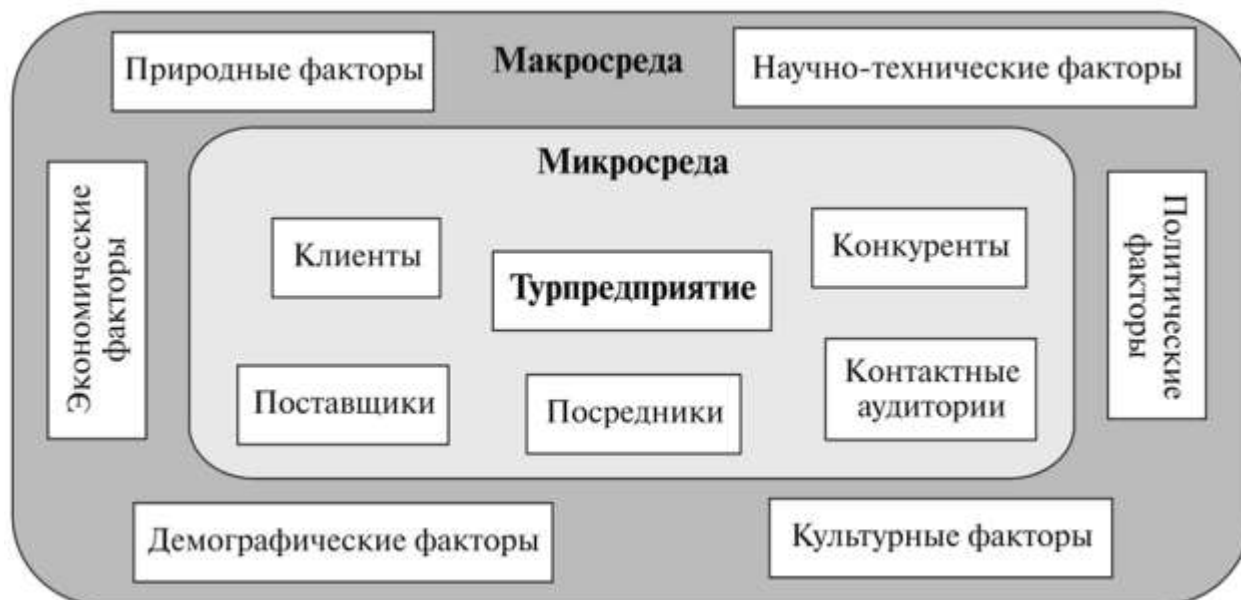 Природные факторы
Макросреда
Научно-технические факторы
Микросреда
Экономические
факторы
Клиенты
Турпредприятие
Конкуренты
Политические
факторы
Поставщики
Посредники
Контактные
аудитории
Демографические факторы
Культурные факторы